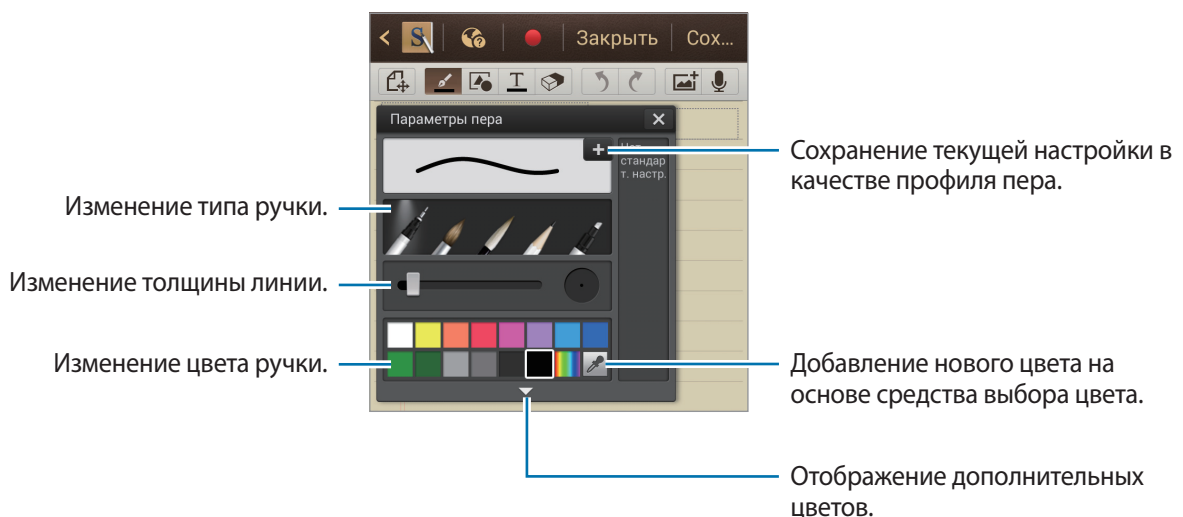 Закрыть
Сох...
Параметры пера
стандар
т. настр.
Сохранение текущей настройки в
качестве профиля пера.
Изменение типа ручки.
Изменение толщины линии.
Изменение цвета ручки.
Добавление нового цвета на
основе средства выбора цвета.
Отображение дополнительных
цветов.